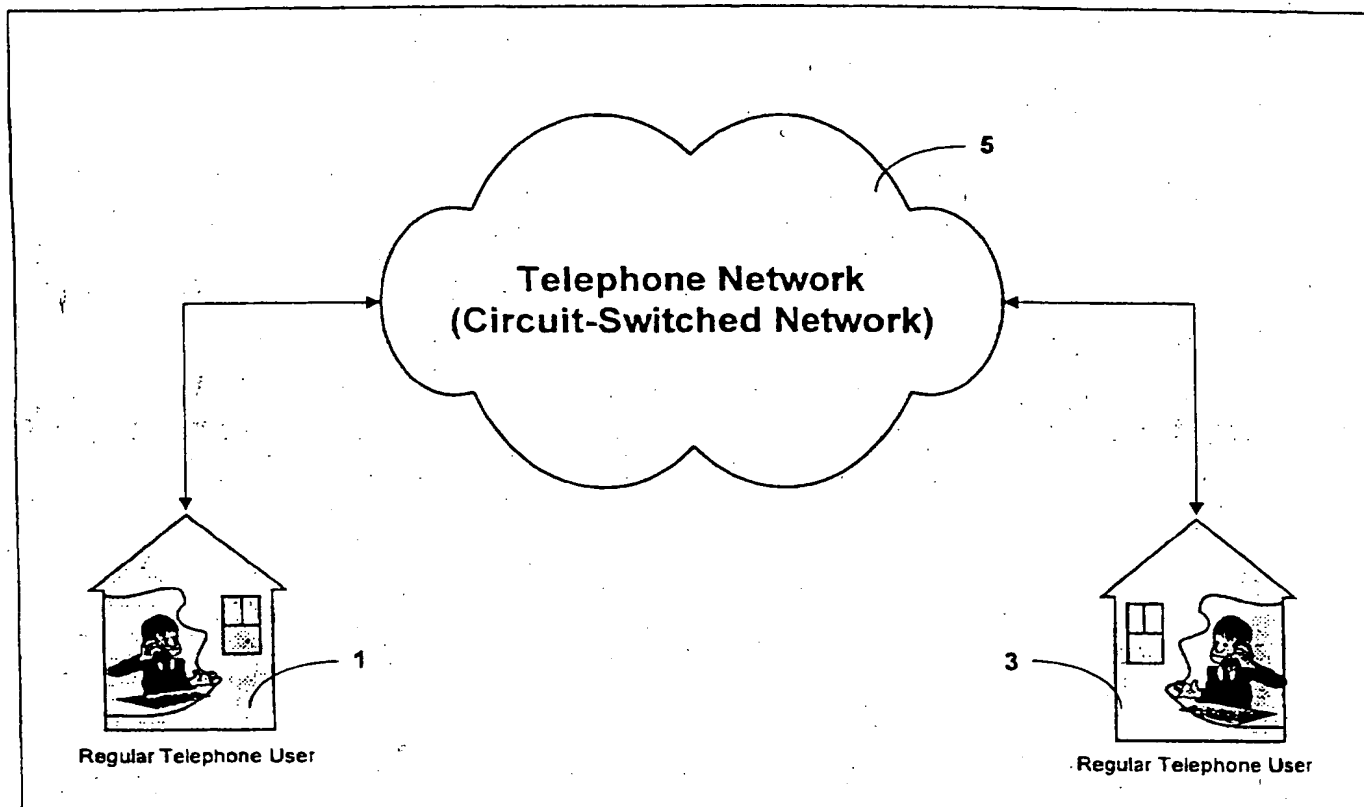 5
Telephone Network
(Circuit-Switched Network)
1
3
Regular Telephone User
Regular Telephone User